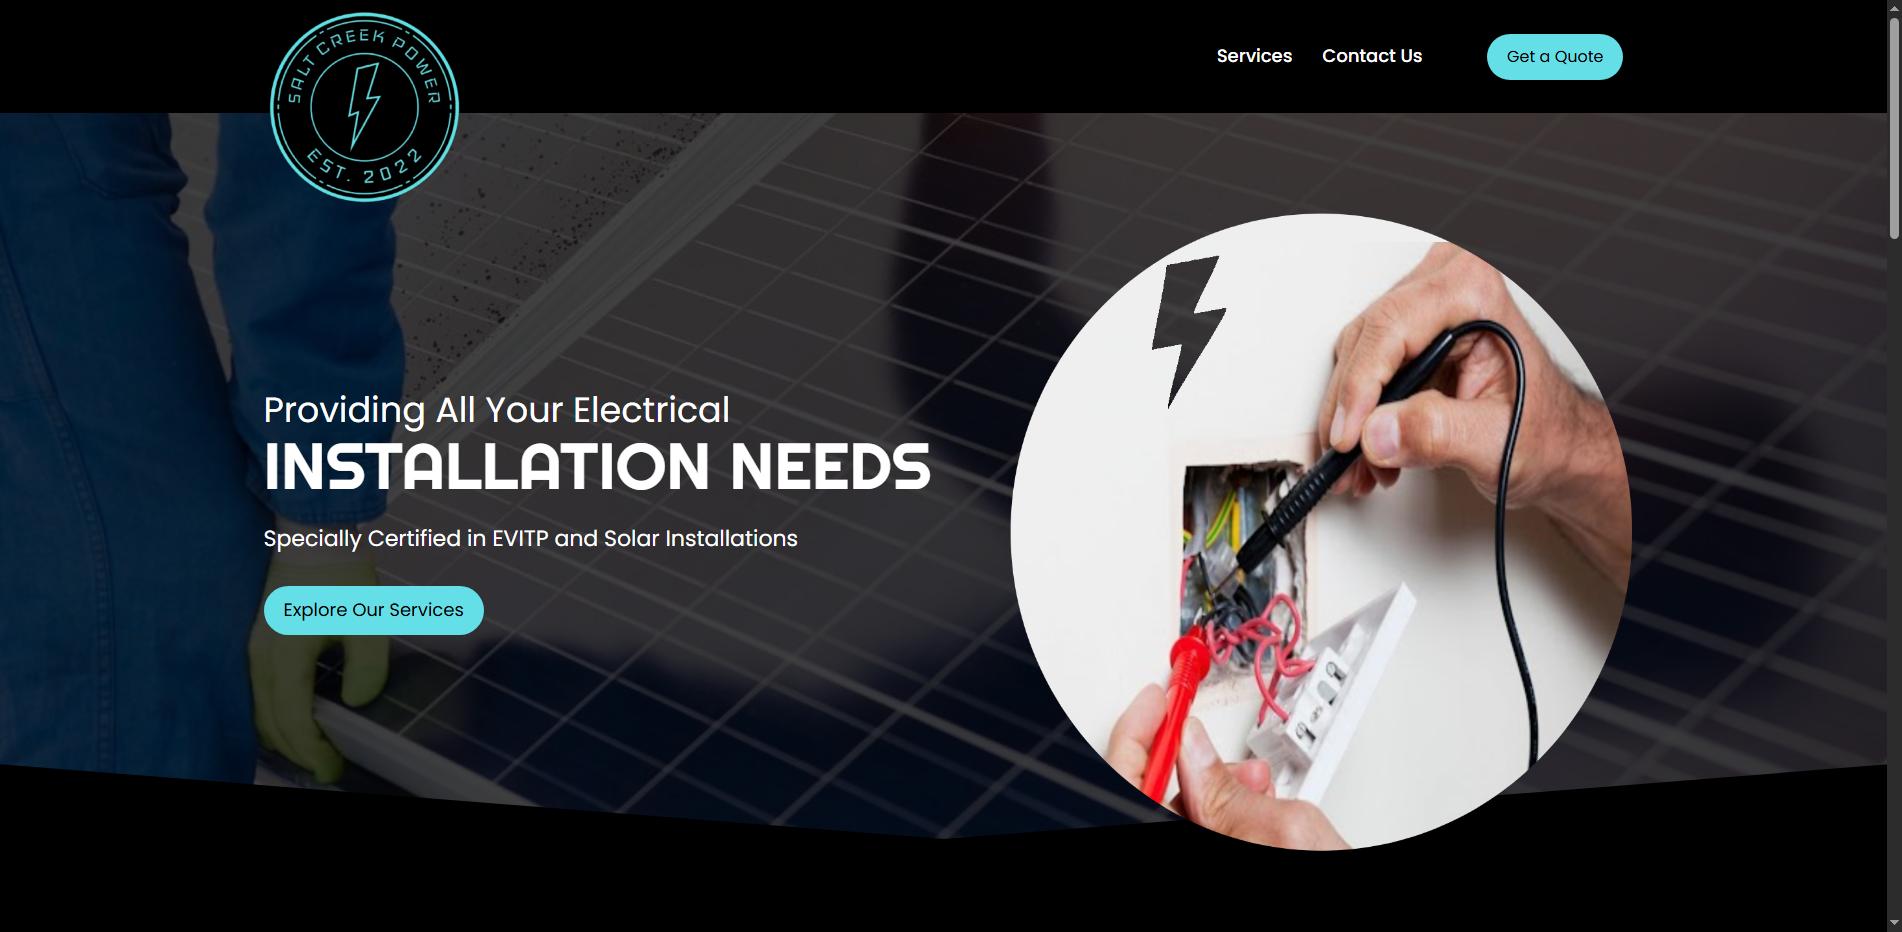 SALT CREEK POWER
EST. 2022
Services
Contact Us
Get a Quote
Providing All Your Electrical
INSTALLATION NEEDS
Specially Certified in EVITP and Solar Installations
Explore Our Services